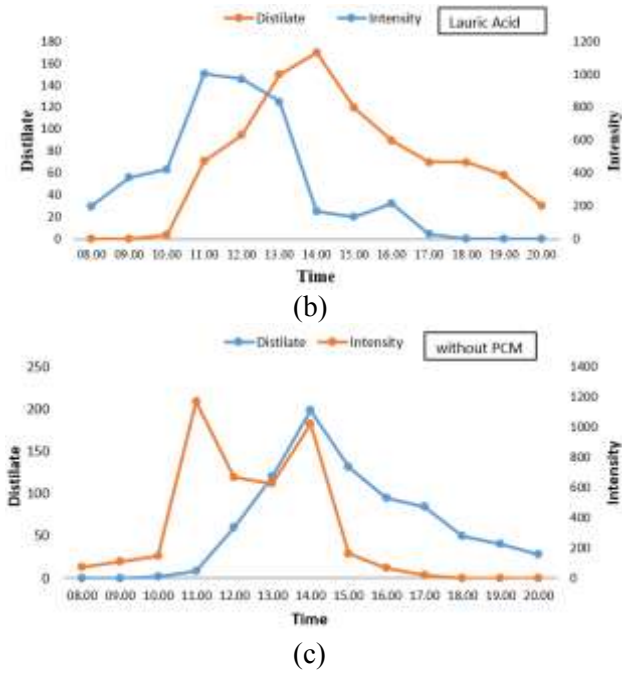 Distilate Intensity Lauric Acid
180 1200
160
140 1000
120 800
100
80 600
60 400
40
20 200
0 0
Distilate
Intensity
08.00 09.00 10.00 11.00 12.00 13.00 14.00 15.00 16.00 17.00 18.00 19.00 20.00
Time
(b)
Distilate Intensity without PCM
250 1400
200 1200
1000
150 800
100 600
400
50 200
0 0
Distilate
Intensity
08.00 09.00 10.00 11.00 12.00 13.00 14.00 15.00 16.00 17.00 18.00 19.00 20.00
Time
(c)